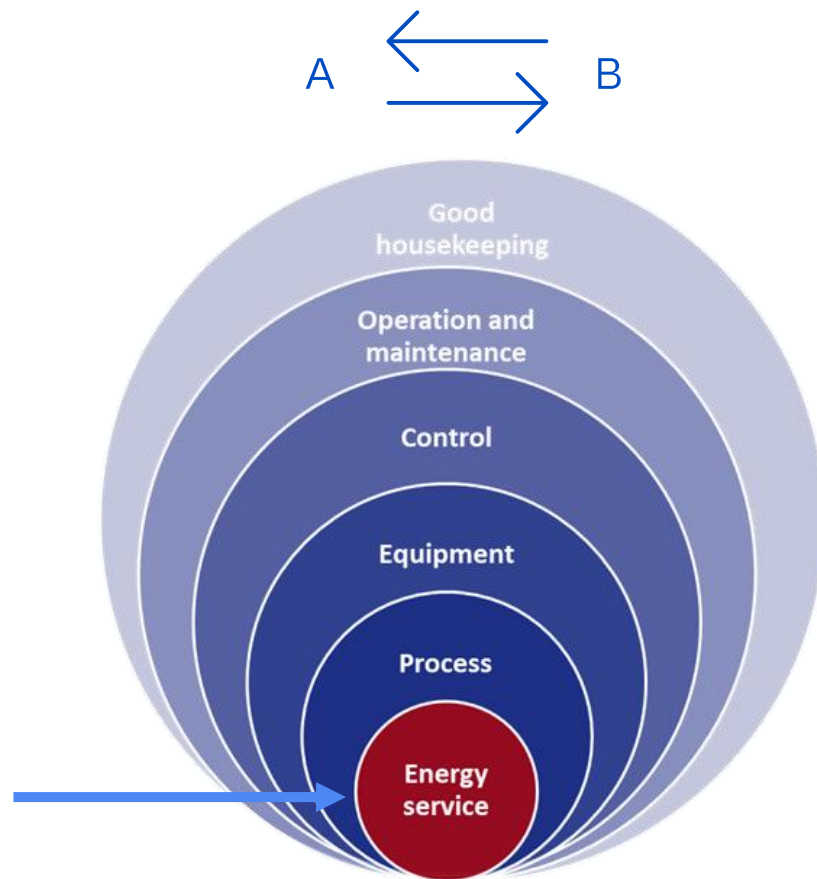 A B
Good
housekeeping
Operation and
maintenance
Control
Equipment
Process
Energy
service